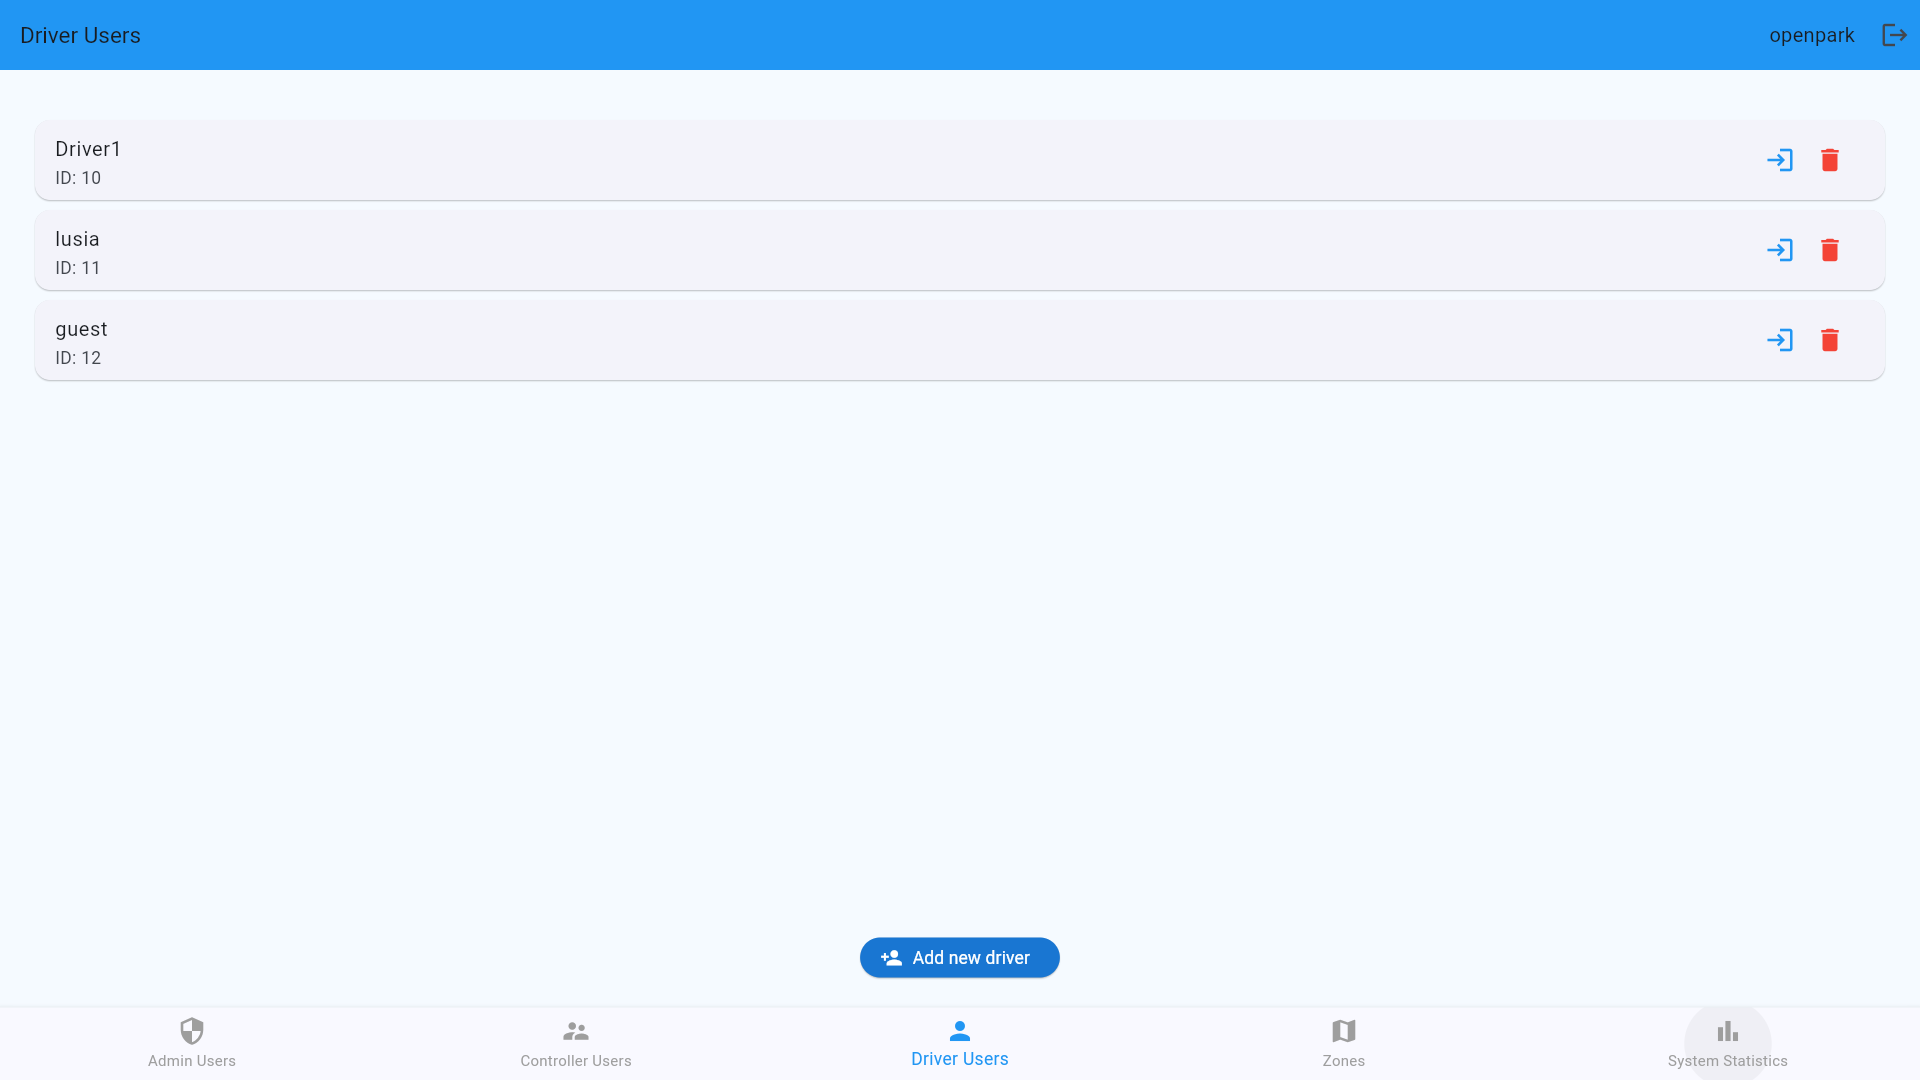 Driver Users
openpark
Driver1
ID: 10
lusia
ID: 11
guest
ID: 12
Add new driver
Admin Users
Controller Users
Driver Users
Zones
System Statistics